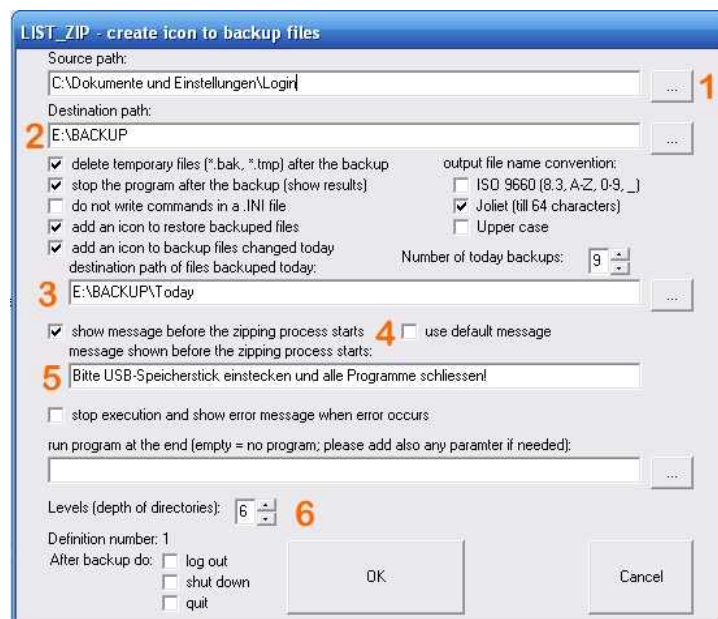 LIST_ZIP - create icon to backup files
Source path:
C:\Dokumente und Einstellungen\Login
... 1
Destination path:
2 E:\BACKUP
...
delete temporary files (*.bak, *.tmp) after the backup
output file name convention:
stop the program after the backup (show results)
ISO 9660 (8.3, A-Z, 0-9, _)
do not write commands in a .INI file
Joliet (till 64 characters)
add an icon to restore backuped files
Upper case
add an icon to backup files changed today
destination path of files backuped today:
Number of today backups: 9
3 E:\BACKUP\Today
...
show message before the zipping process starts
4 use default message
message shown before the zipping process starts:
5 Bitte USB-Speicherstick einstecken und alle Programme schliessen!
stop execution and show error message when error occurs
run program at the end (empty = no program; please add also any paramter if needed):
...
Levels (depth of directories): 6 6
Definition number: 1
After backup do: log out
shut down
quit
OK
Cancel